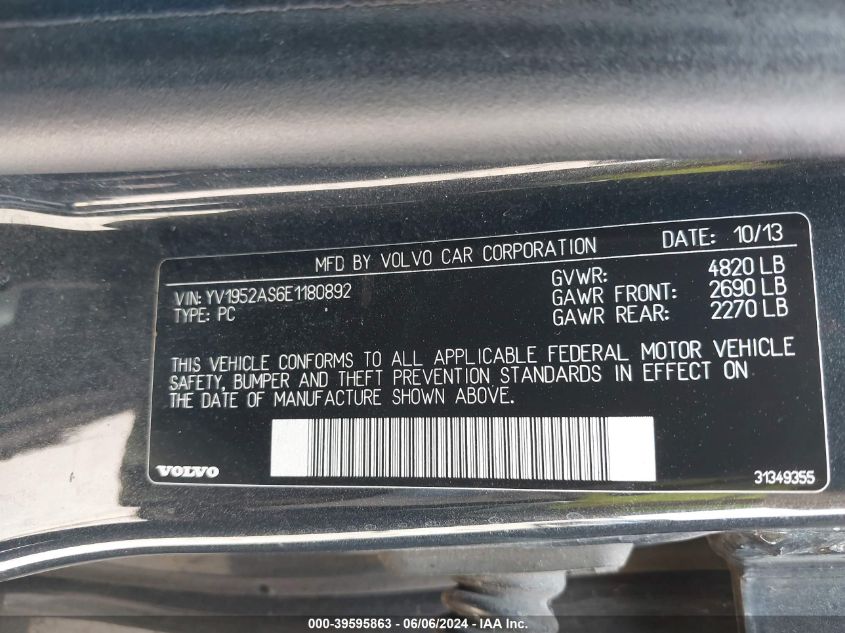 MFD BY VOLVO CAR CORPORATION DATE: 10/13
VIN: YV1952AS6E1180892 GVWR: 4820 LB
TYPE: PC GAWR FRONT: 2690 LB
GAWR REAR: 2270 LB
THIS VEHICLE CONFORMS TO ALL APPLICABLE FEDERAL MOTOR VEHICLE
SAFETY, BUMPER AND THEFT PREVENTION STANDARDS IN EFFECT ON
THE DATE OF MANUFACTURE SHOWN ABOVE.
VOLVO 31349355
000-39595863 - 06/06/2024 - IAA Inc.